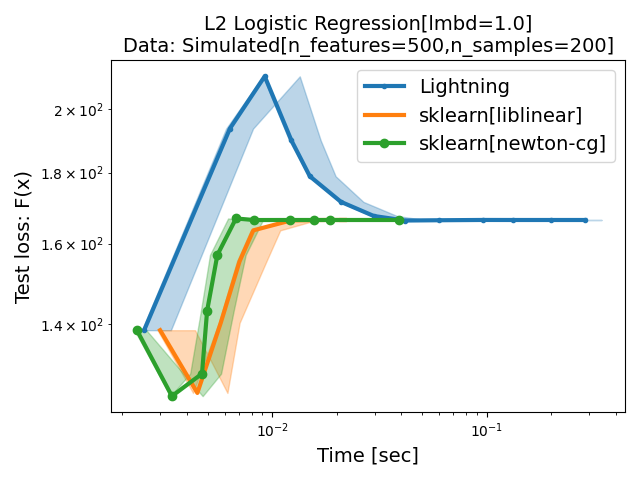 L2 Logistic Regression[lmbd=1.0]
Data: Simulated[n_features=500,n_samples=200]
Lightning
sklearn[liblinear]
sklearn[newton-cg]
Test loss: F(x)
2 × 10²
1.8 × 10²
1.6 × 10²
1.4 × 10²
10⁻²
10⁻¹
Time [sec]